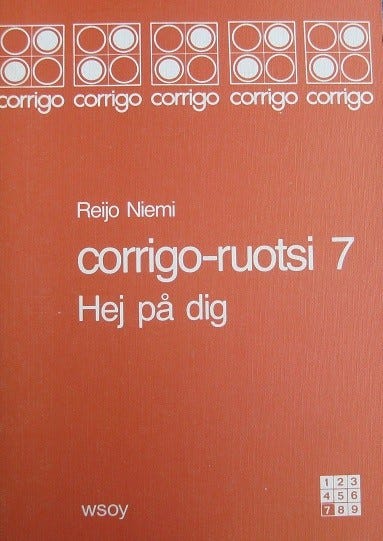 corrigo corrigo corrigo corrigo corrigo
Reijo Niemi
corrigo-ruotsi 7
Hej på dig
1 2 3
4 5 6
7 8 9
wsoy